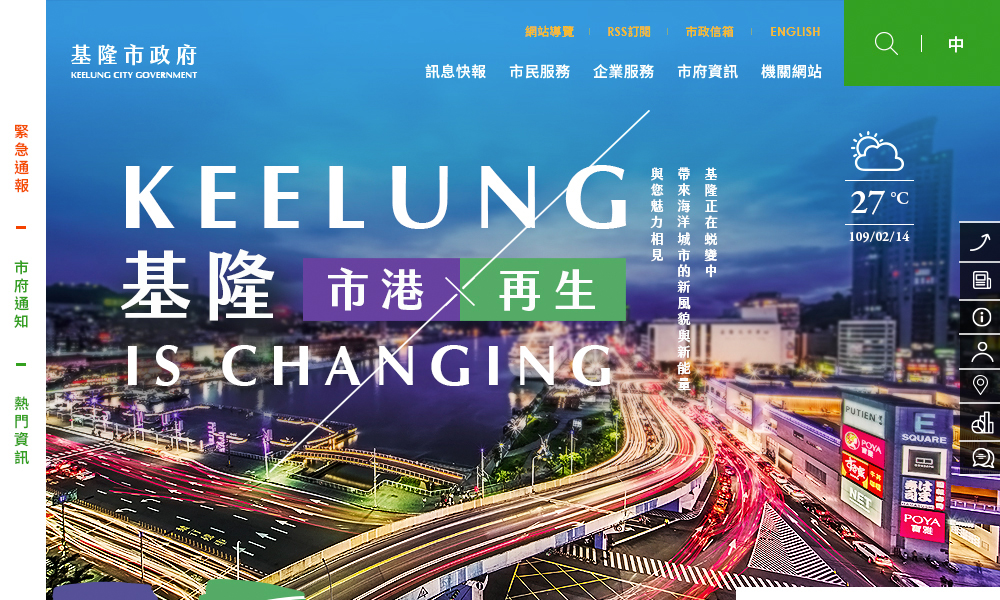 基隆市政府
KEELUNG CITY GOVERNMENT
網站導覽
RSS訂閱
市政信箱
ENGLISH
訊息快報
市民服務
企業服務
市府資訊
機關網站
中
緊急通報
市府通知
熱門資訊
KEELUNG
基隆
市港
再生
IS CHANGING
基隆正在蛻變中
帶來海洋城市的新風貌與新能量
與您魅力相見
27 °C
109/02/14
PUTIEN
POYA
寶雅
NET
E
SQUARE
POYA
寶雅